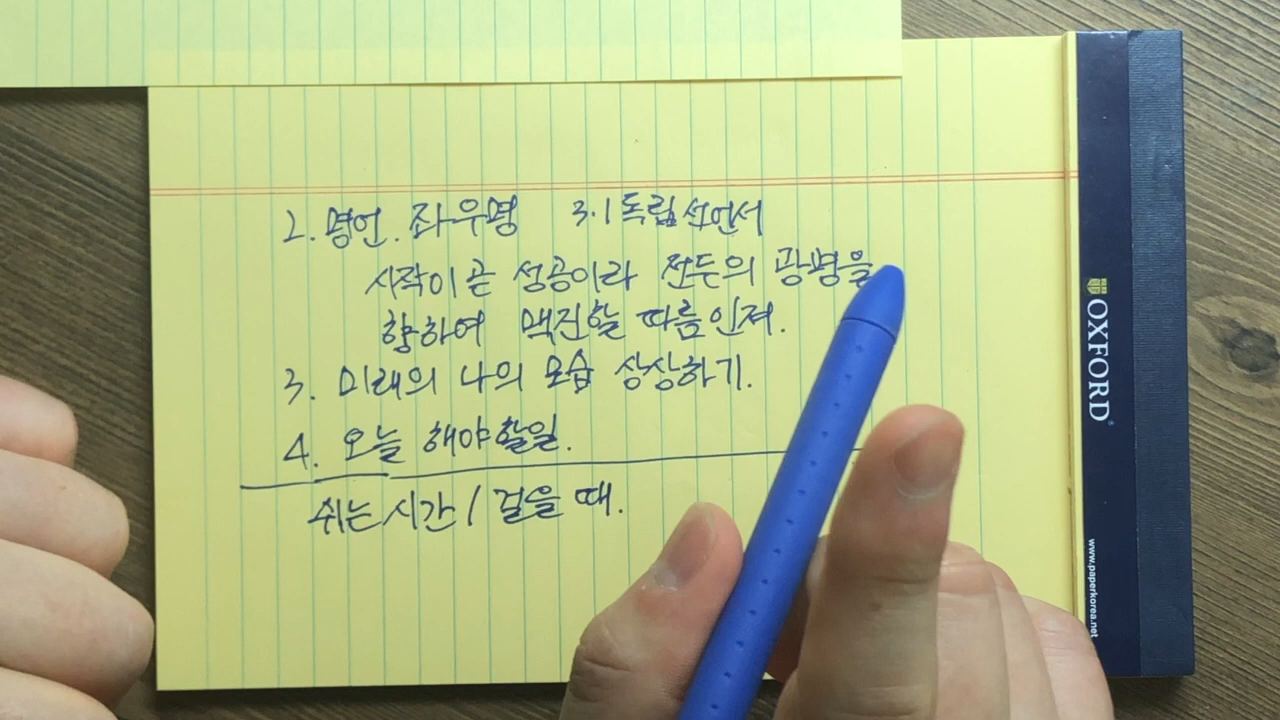 2.명언. 좌우명 3.1 독립선언서
시작이 곧 성공이라 전두의 광명을
향하여 맥진할 따름인저.
3. 미래의 나의 모습 상상하기.
4. 오늘 해야할일.
쉬는시간 / 걸을 때.
OXFORD®
www.paperkorea.net